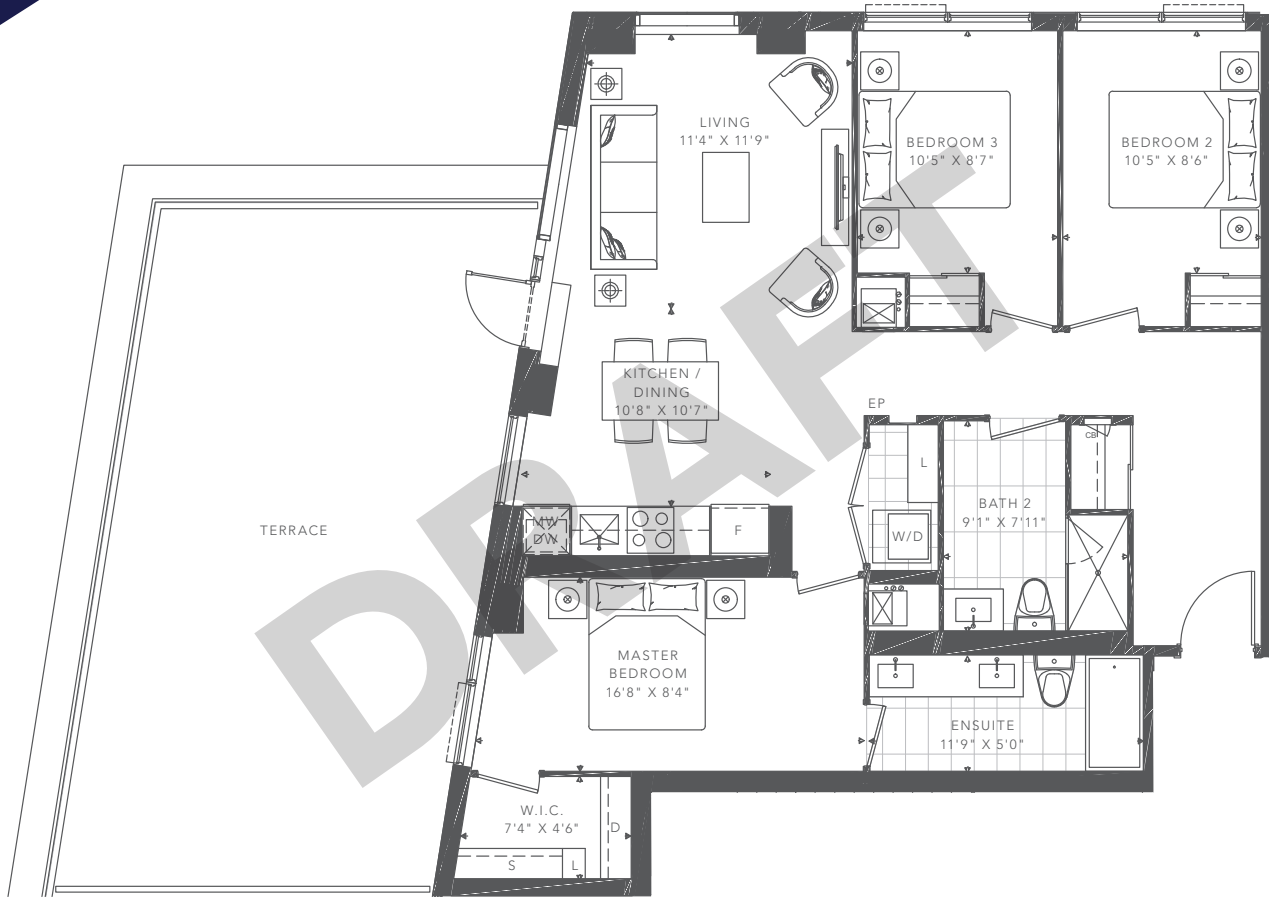 LIVING
11'4" X 11'9"
BEDROOM 3
10'5" X 8'7"
BEDROOM 2
10'5" X 8'6"
KITCHEN /
DINING
10'8" X 10'7"
EP
CB
L
BATH 2
9'1" X 7'11"
TERRACE
MW
DW
F
W/D
MASTER
BEDROOM
16'8" X 8'4"
ENSUITE
11'9" X 5'0"
W.I.C.
7'4" X 4'6"
D
S
L
DRAFT